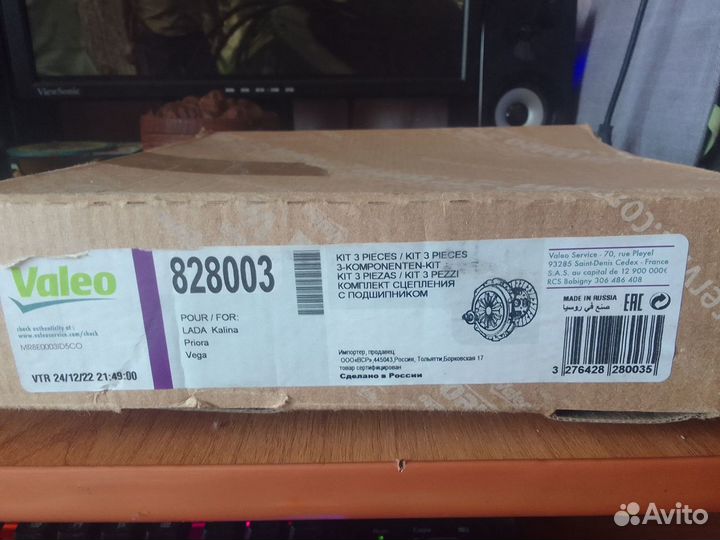 ViewSonic
Valeo
check authenticity at:
www.valeoservice.com/check
MR8E0003ID5CO
VTR 24/12/22 21:49:00
828003
POUR / FOR:
LADA Kalina
Priora
Vega
KIT 3 PIECES / KIT 3 PIECES
3-KOMPONENTEN-KIT
KIT 3 PIEZAS / KIT 3 PEZZI
КОМПЛЕКТ СЦЕПЛЕНИЯ
С ПОДШИПНИКОМ
Импортер, продавец
ООО«ВСР»,445043,Россия, Тольятти,Борковская 17
товар сертифицирован
Сделано в России
Valeo Service - 70, rue Pleyel
93285 Saint-Denis Cedex - France
S.A.S. au capital de 12 900 000€
RCS Bobigny 306 486 408
MADE IN RUSSIA
صنع في روسيا
EAC
3 276428 280035
Avito